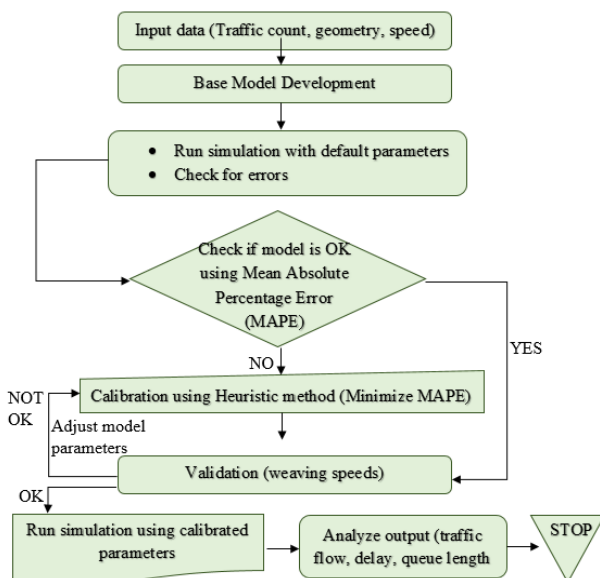 Input data (Traffic count, geometry, speed)
Base Model Development
• Run simulation with default parameters
• Check for errors
Check if model is OK
using Mean Absolute
Percentage Error
(MAPE)
YES
NO
NOT
OK
Calibration using Heuristic method (Minimize MAPE)
Adjust model
parameters
Validation (weaving speeds)
OK
Run simulation using calibrated
parameters
Analyze output (traffic
flow, delay, queue length
STOP